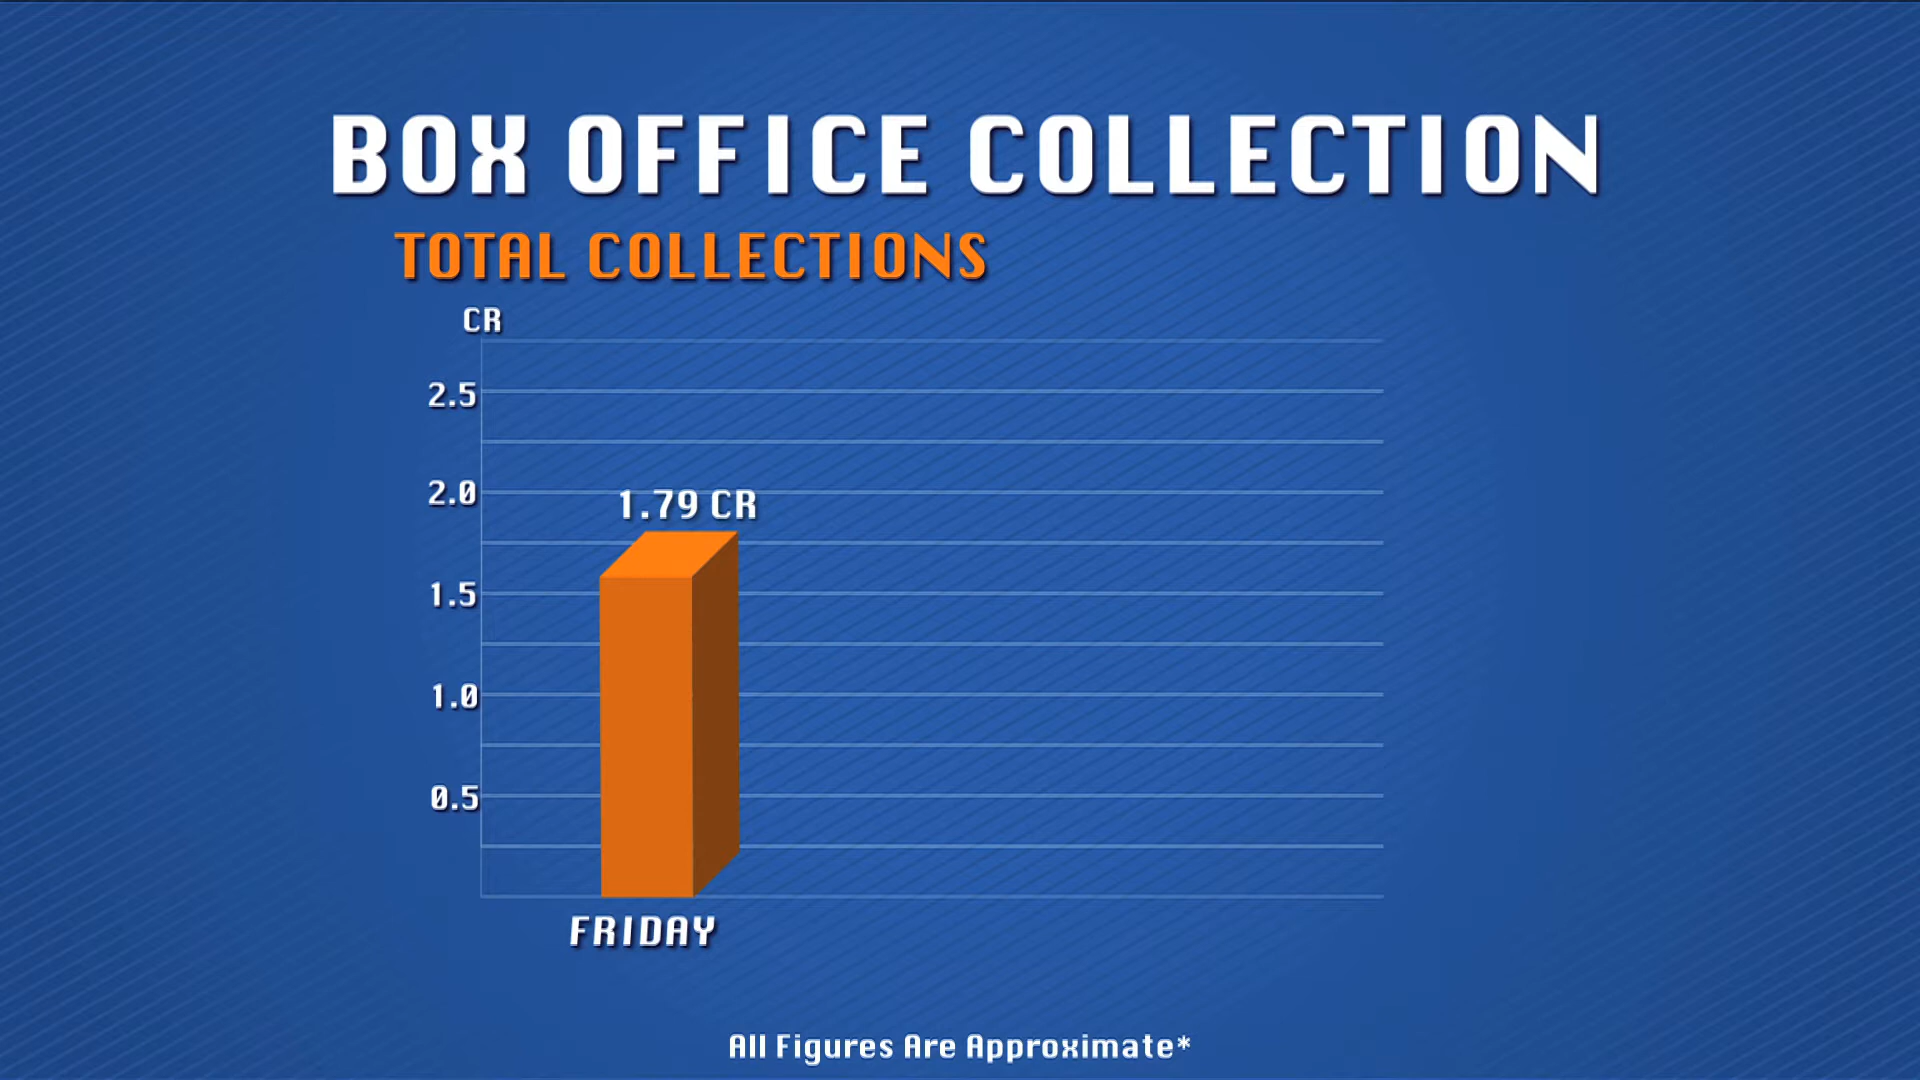 BOX OFFICE COLLECTION
TOTAL COLLECTIONS
CR
2.5
2.0
1.79 CR
1.5
1.0
0.5
FRIDAY
All Figures Are Approximate*